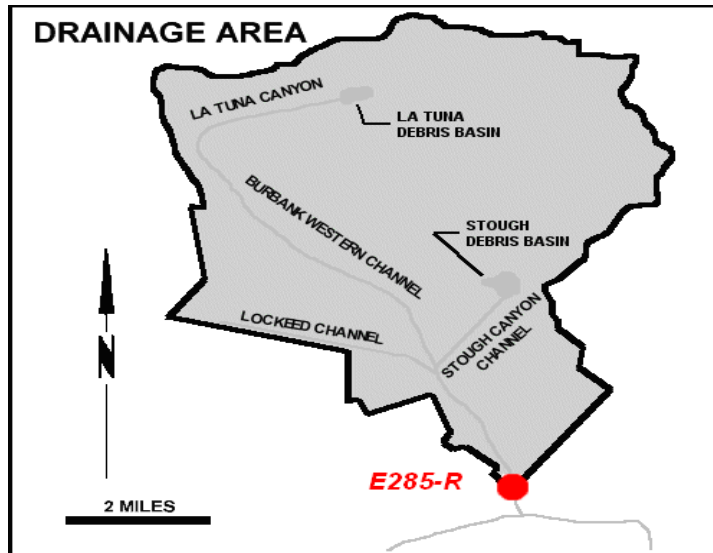 DRAINAGE AREA
LA TUNA CANYON
LA TUNA
DEBRIS BASIN
BURBANK WESTERN CHANNEL
STOUGH
DEBRIS BASIN
LOCKEED CHANNEL
STOUGH CANYON
CHANNEL
N
E285-R
2 MILES